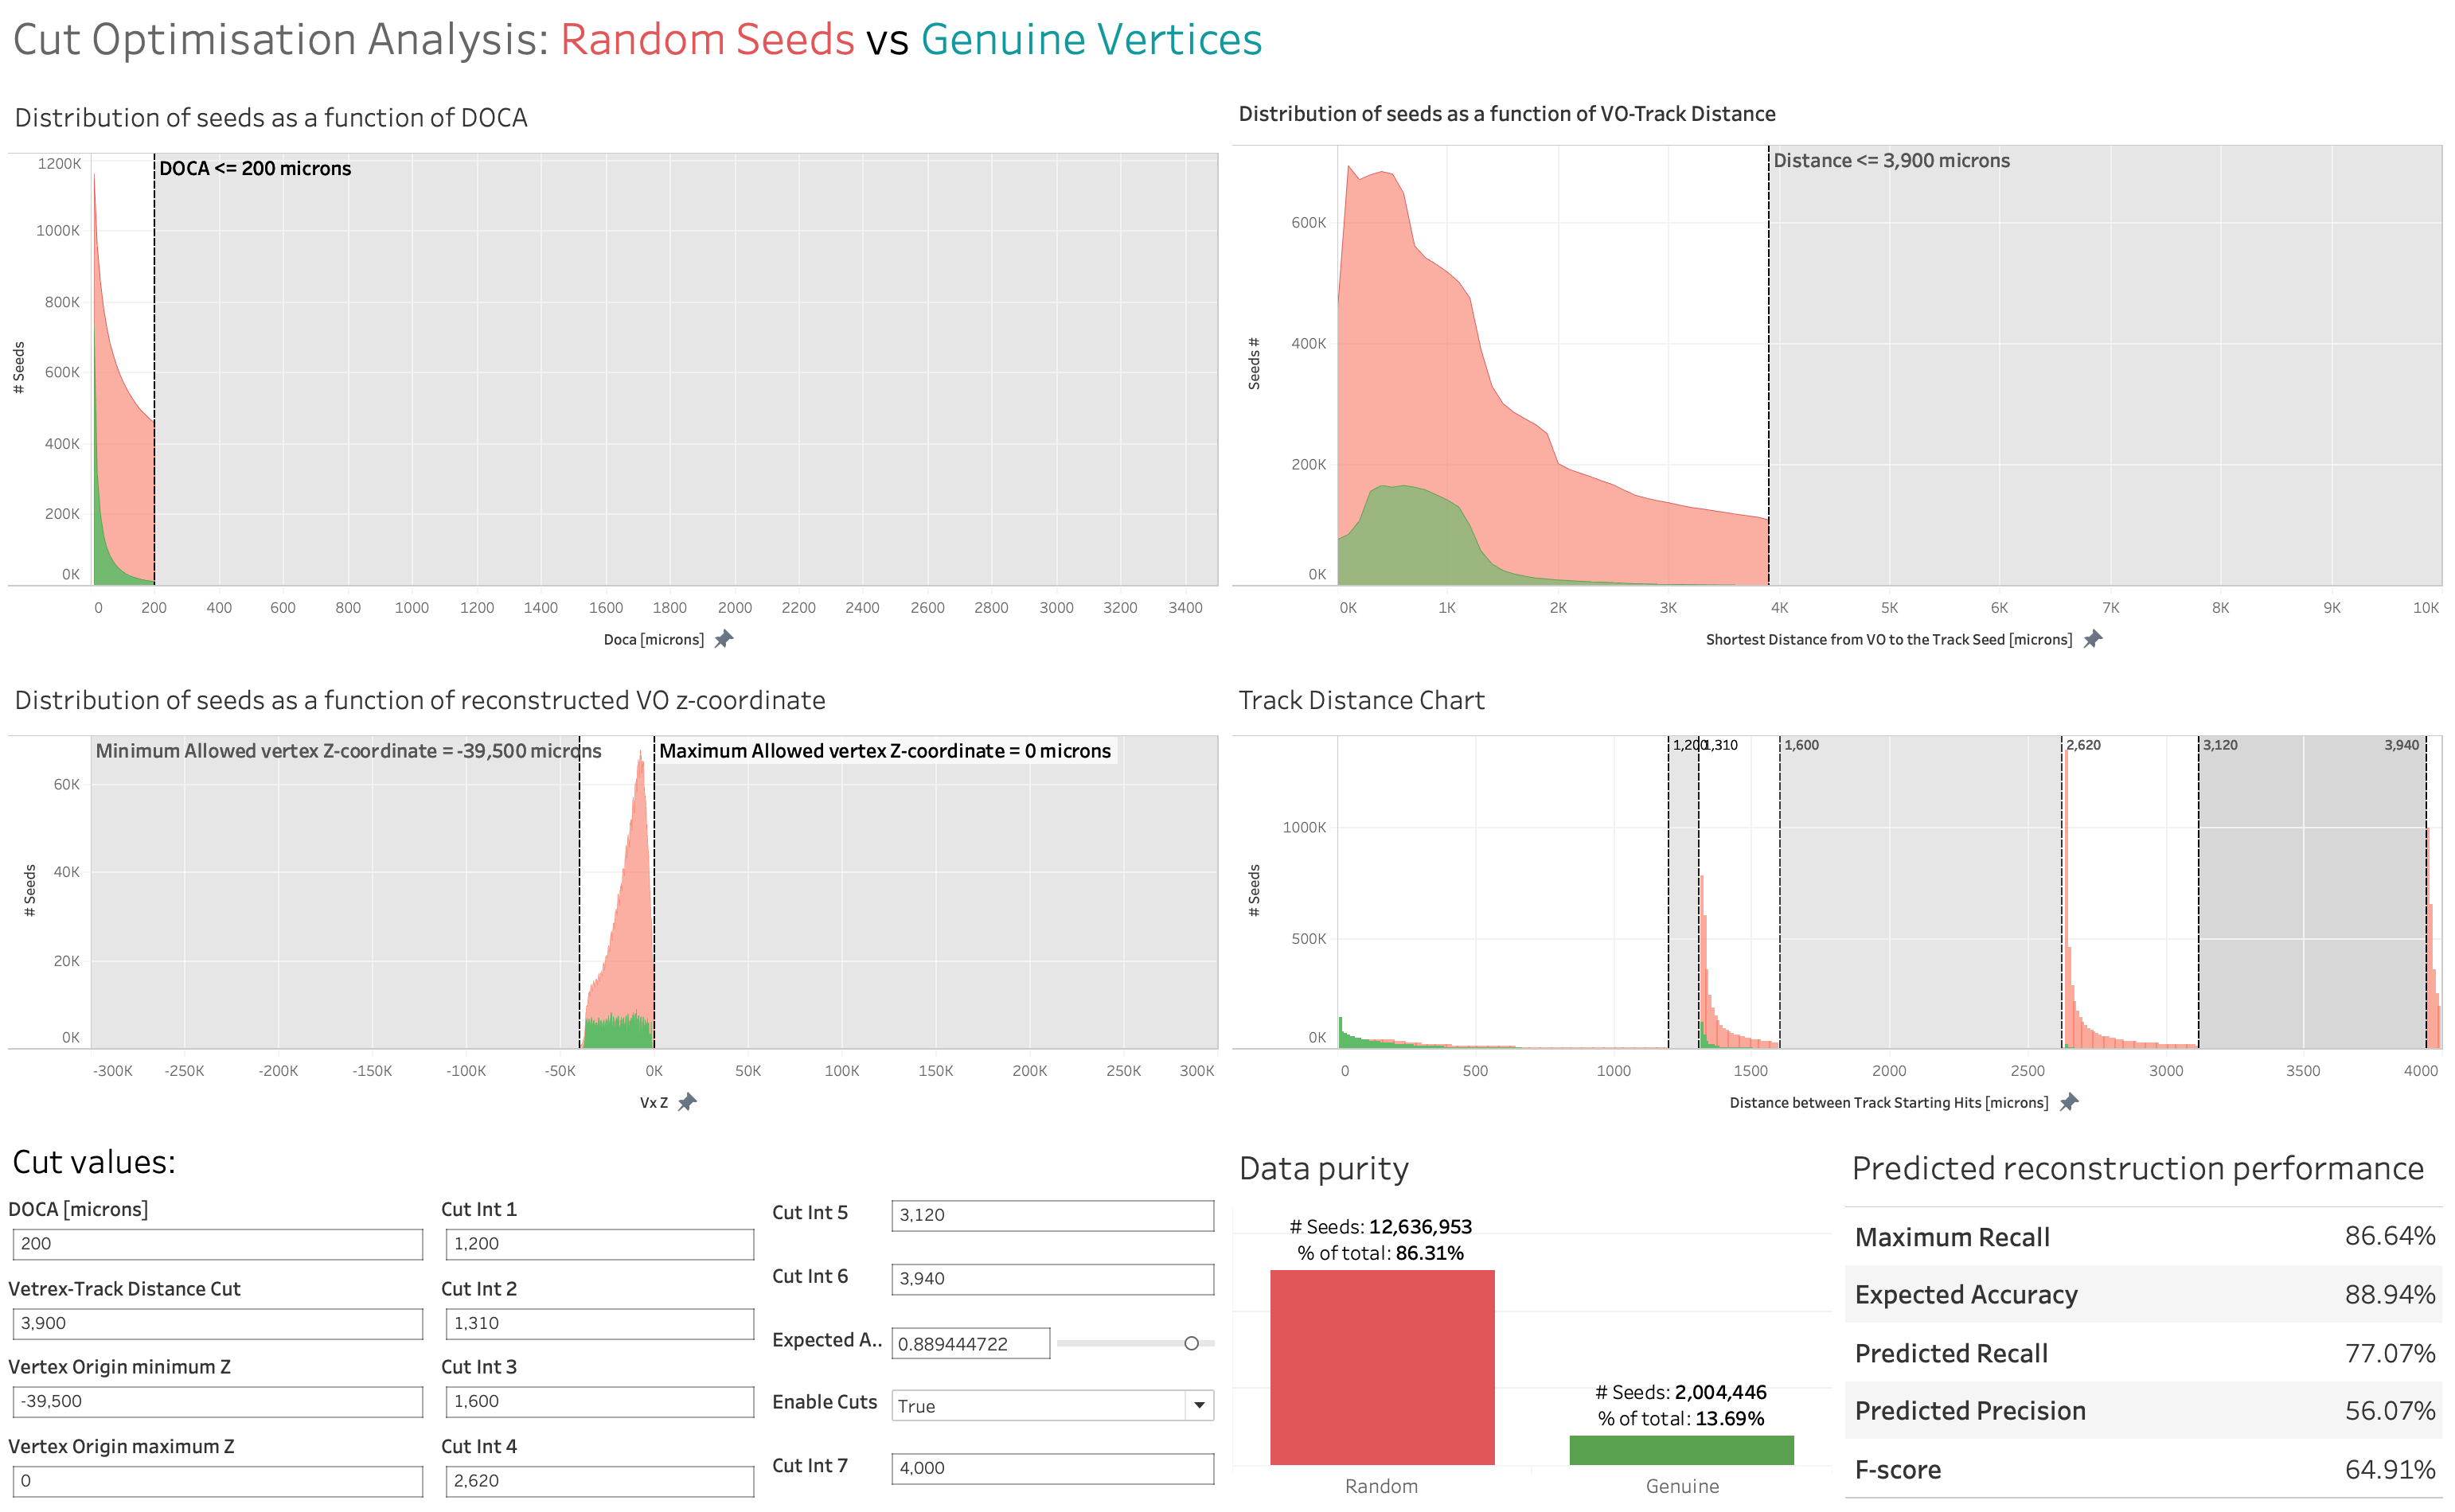 Cut Optimisation Analysis: Random Seeds vs Genuine Vertices
Distribution of seeds as a function of DOCA
DOCA <= 200 microns
1200K
1000K
800K
600K
400K
200K
0K
# Seeds
0 200 400 600 800 1000 1200 1400 1600 1800 2000 2200 2400 2600 2800 3000 3200 3400
Doca [microns]
Distribution of seeds as a function of VO-Track Distance
Distance <= 3,900 microns
600K
400K
200K
0K
Seeds #
0K 1K 2K 3K 4K 5K 6K 7K 8K 9K 10K
Shortest Distance from VO to the Track Seed [microns]
Distribution of seeds as a function of reconstructed VO z-coordinate
Minimum Allowed vertex Z-coordinate = -39,500 microns
Maximum Allowed vertex Z-coordinate = 0 microns
60K
40K
20K
0K
# Seeds
-300K -250K -200K -150K -100K -50K 0K 50K 100K 150K 200K 250K 300K
Vx Z
Track Distance Chart
1,200 1,310 1,600 2,620 3,120 3,940
1000K
500K
0K
# Seeds
0 500 1000 1500 2000 2500 3000 3500 4000
Distance between Track Starting Hits [microns]
Cut values:
DOCA [microns]
200
Vetrex-Track Distance Cut
3,900
Vertex Origin minimum Z
-39,500
Vertex Origin maximum Z
0
Cut Int 1
1,200
Cut Int 2
1,310
Cut Int 3
1,600
Cut Int 4
2,620
Cut Int 5
3,120
Cut Int 6
3,940
Expected A..
0.889444722
Enable Cuts
True
Cut Int 7
4,000
Data purity
# Seeds: 12,636,953
% of total: 86.31%
# Seeds: 2,004,446
% of total: 13.69%
Random
Genuine
Predicted reconstruction performance
Maximum Recall 86.64%
Expected Accuracy 88.94%
Predicted Recall 77.07%
Predicted Precision 56.07%
F-score 64.91%